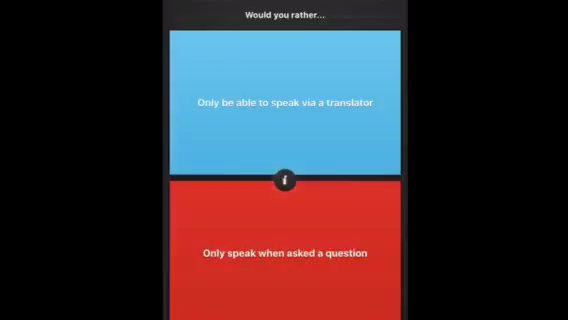 Would you rather...
Only be able to speak via a translator
i
Only speak when asked a question